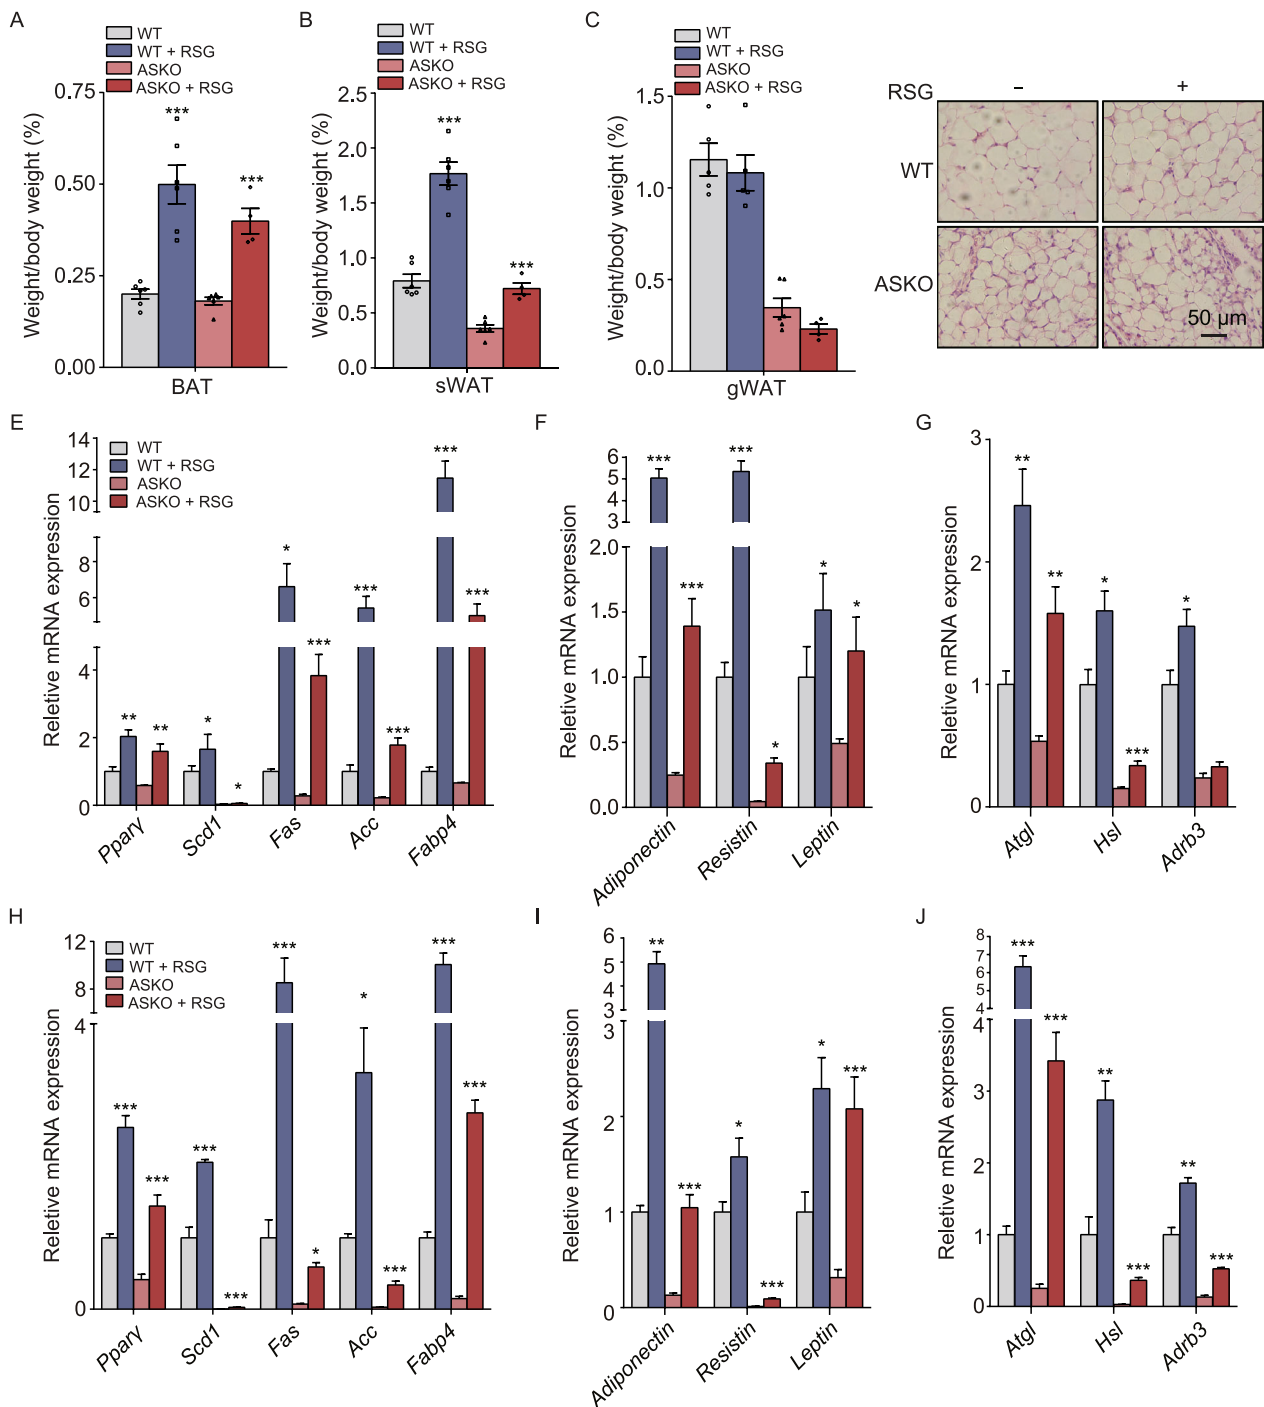 A
WT
WT + RSG
ASKO
ASKO + RSG
Weight/body weight (%)
0.75
0.50
0.25
0.00
***
***
BAT
B
WT
WT + RSG
ASKO
ASKO + RSG
Weight/body weight (%)
2.5
2.0
1.5
1.0
0.5
0.0
***
***
sWAT
C
WT
WT + RSG
ASKO
ASKO + RSG
Weight/body weight (%)
1.5
1.0
0.5
0.0
gWAT
RSG
–
+
WT
ASKO
50 µm
E
WT
WT + RSG
ASKO
ASKO + RSG
Reletive mRNA expression
14
12
10
8
6
4
2
0
**
**
*
*
*
***
***
***
***
***
Pparγ
Scd1
Fas
Acc
Fabp4
F
Reletive mRNA expression
6
5
4
3
2.0
1.5
1.0
0.5
0.0
***
***
***
*
*
*
Adiponectin
Resistin
Leptin
G
Reletive mRNA expression
3
2
1
0
**
**
*
***
*
Atgl
Hsl
Adrb3
H
WT
WT + RSG
ASKO
ASKO + RSG
Reletive mRNA expression
12
8
4
0
***
***
***
***
***
*
*
***
***
***
Pparγ
Scd1
Fas
Acc
Fabp4
I
Reletive mRNA expression
6
5
4
3
3
2
1
0
**
***
*
***
*
***
Adiponectin
Resistin
Leptin
J
Reletive mRNA expression
8
7
6
5
4
4
3
2
1
0
***
***
**
***
**
***
Atgl
Hsl
Adrb3